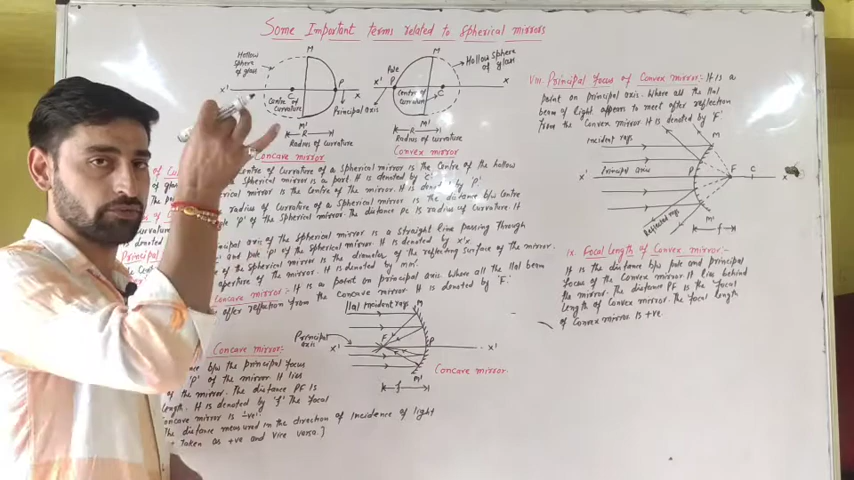 Some Important terms related to Spherical mirrors
Hollow
Sphere
of glass
M
X'
C
P
X
Centre of
Curvature
Principal axis
M'
R
Radius of Curvature
Concave mirror
Pole
X'
P
M
Hollow Sphere
of glass
X
Centre of
Curvature
C
M'
R
Radius of Curvature
Convex mirror
centre of curvature of a Spherical mirror is the Centre of the hollow
Spherical mirror is a part. It is denoted by 'C'
erical mirror is the Centre of the mirror. It is denoted by 'P'
radius of Curvature of a Spherical mirror is the distance b/w Centre
'P' of the Spherical mirror. The distance PC is radius of Curvature. It
cipal axis of the Spherical mirror is a Straight line passing through
and pole 'p' of the Spherical mirror. It is denoted by x'x.
of the Spherical mirror is the diameter of the reflecting surface of the mirror.
aperture of the mirror. It is denoted by MM'
Concave mirror:- It is a point on principal axis Where all the llal beam
after reflection from the Concave mirror. It is denoted by 'F'
llal Incident rays
M
Principal
axis
X'
F
P
X
M'
f
Concave mirror
Concave mirror:-
nce b/w the principal focus
'P' of the mirror It lies
of the mirror. The distance PF is
length. It is denoted by 'f' The focal
Concave mirror is -ve'
The distance measured in the direction of incidence of light
Taken as +ve and vice versa.]
VIII. Principal Focus of Convex mirror:- It is a
point on principal axis. Where all the llal
beam of light appears to meet after reflection
from the Convex mirror It is denoted by 'F'
Incident rays
M
Principal axis
X'
P
F
C
X
Reflected rays
M'
f
IX. Focal Length of Convex mirror:-
It is the distance b/w pole and principal
focus of the Convex mirror It lies behind
the mirror. The distance PF is the focal
length of Convex mirror. The focal length
of Convex mirror is +ve